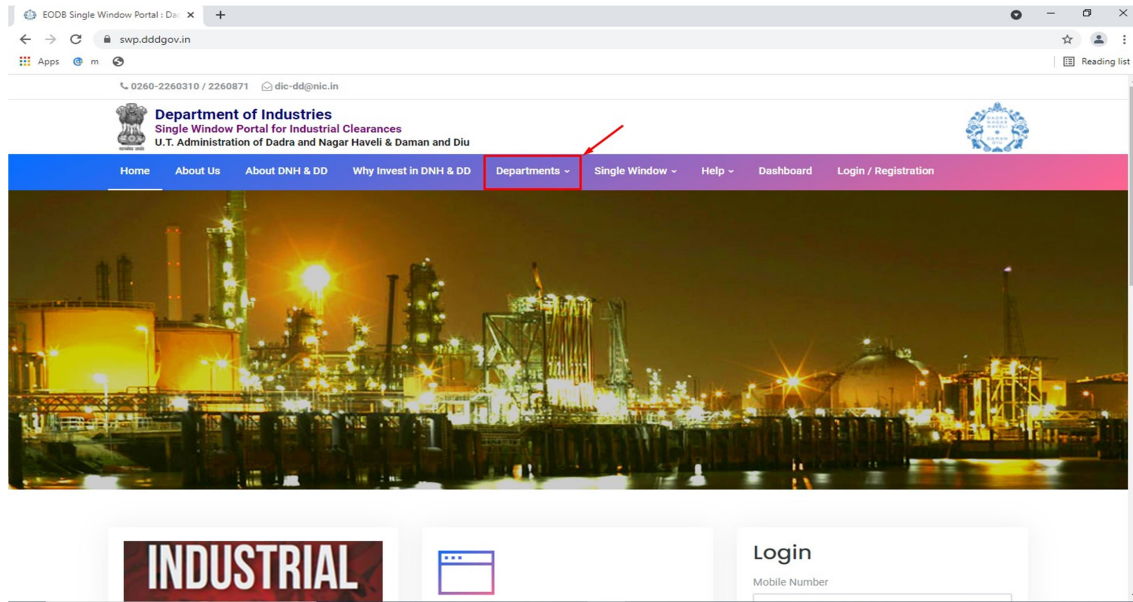 EODB Single Window Portal : Da
swp.dddgov.in
Apps m Reading list
0260-2260310 / 2260871 dic-dd@nic.in
Department of Industries
Single Window Portal for Industrial Clearances
U.T. Administration of Dadra and Nagar Haveli & Daman and Diu
Home About Us About DNH & DD Why Invest in DNH & DD Departments Single Window Help Dashboard Login / Registration
INDUSTRIAL
Login
Mobile Number